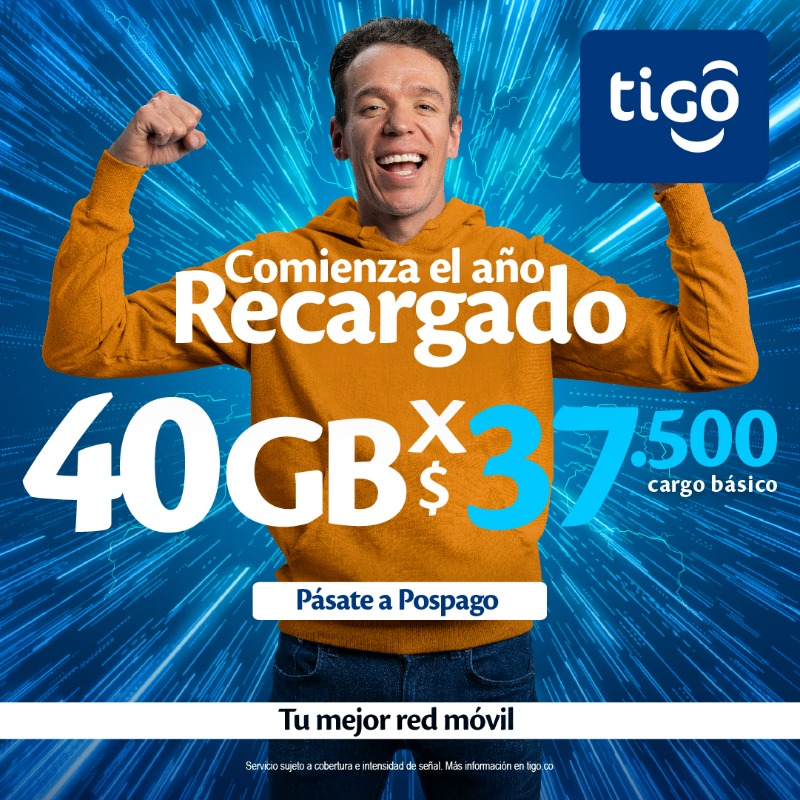 tigo
Comienza el año
Recargado
40GB x $37.500
cargo básico
Pásate a Pospago
Tu mejor red móvil
Servicio sujeto a cobertura e intensidad de señal. Más información en tigo.co